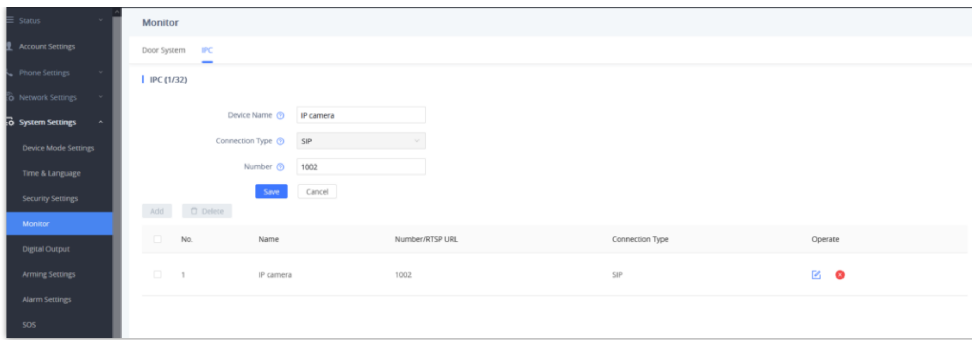 Status
Monitor
Account Settings
Door System IPC
Phone Settings
IPC (1/32)
Network Settings
Device Name IP camera
System Settings
Connection Type SIP
Device Mode Settings
Number 1002
Time & Language
Save Cancel
Security Settings
Add Delete
Monitor
No. Name Number/RTSP URL Connection Type Operate
Digital Output
Arming Settings
1 IP camera 1002 SIP
Alarm Settings
SOS